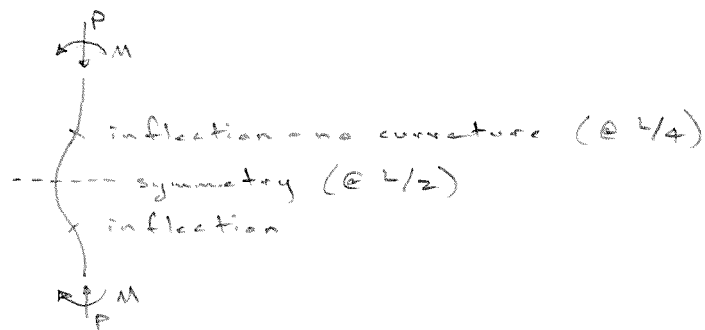 P
M
inflection - no curvature (@ L/4)
symmetry (@ L/2)
inflection
M
P